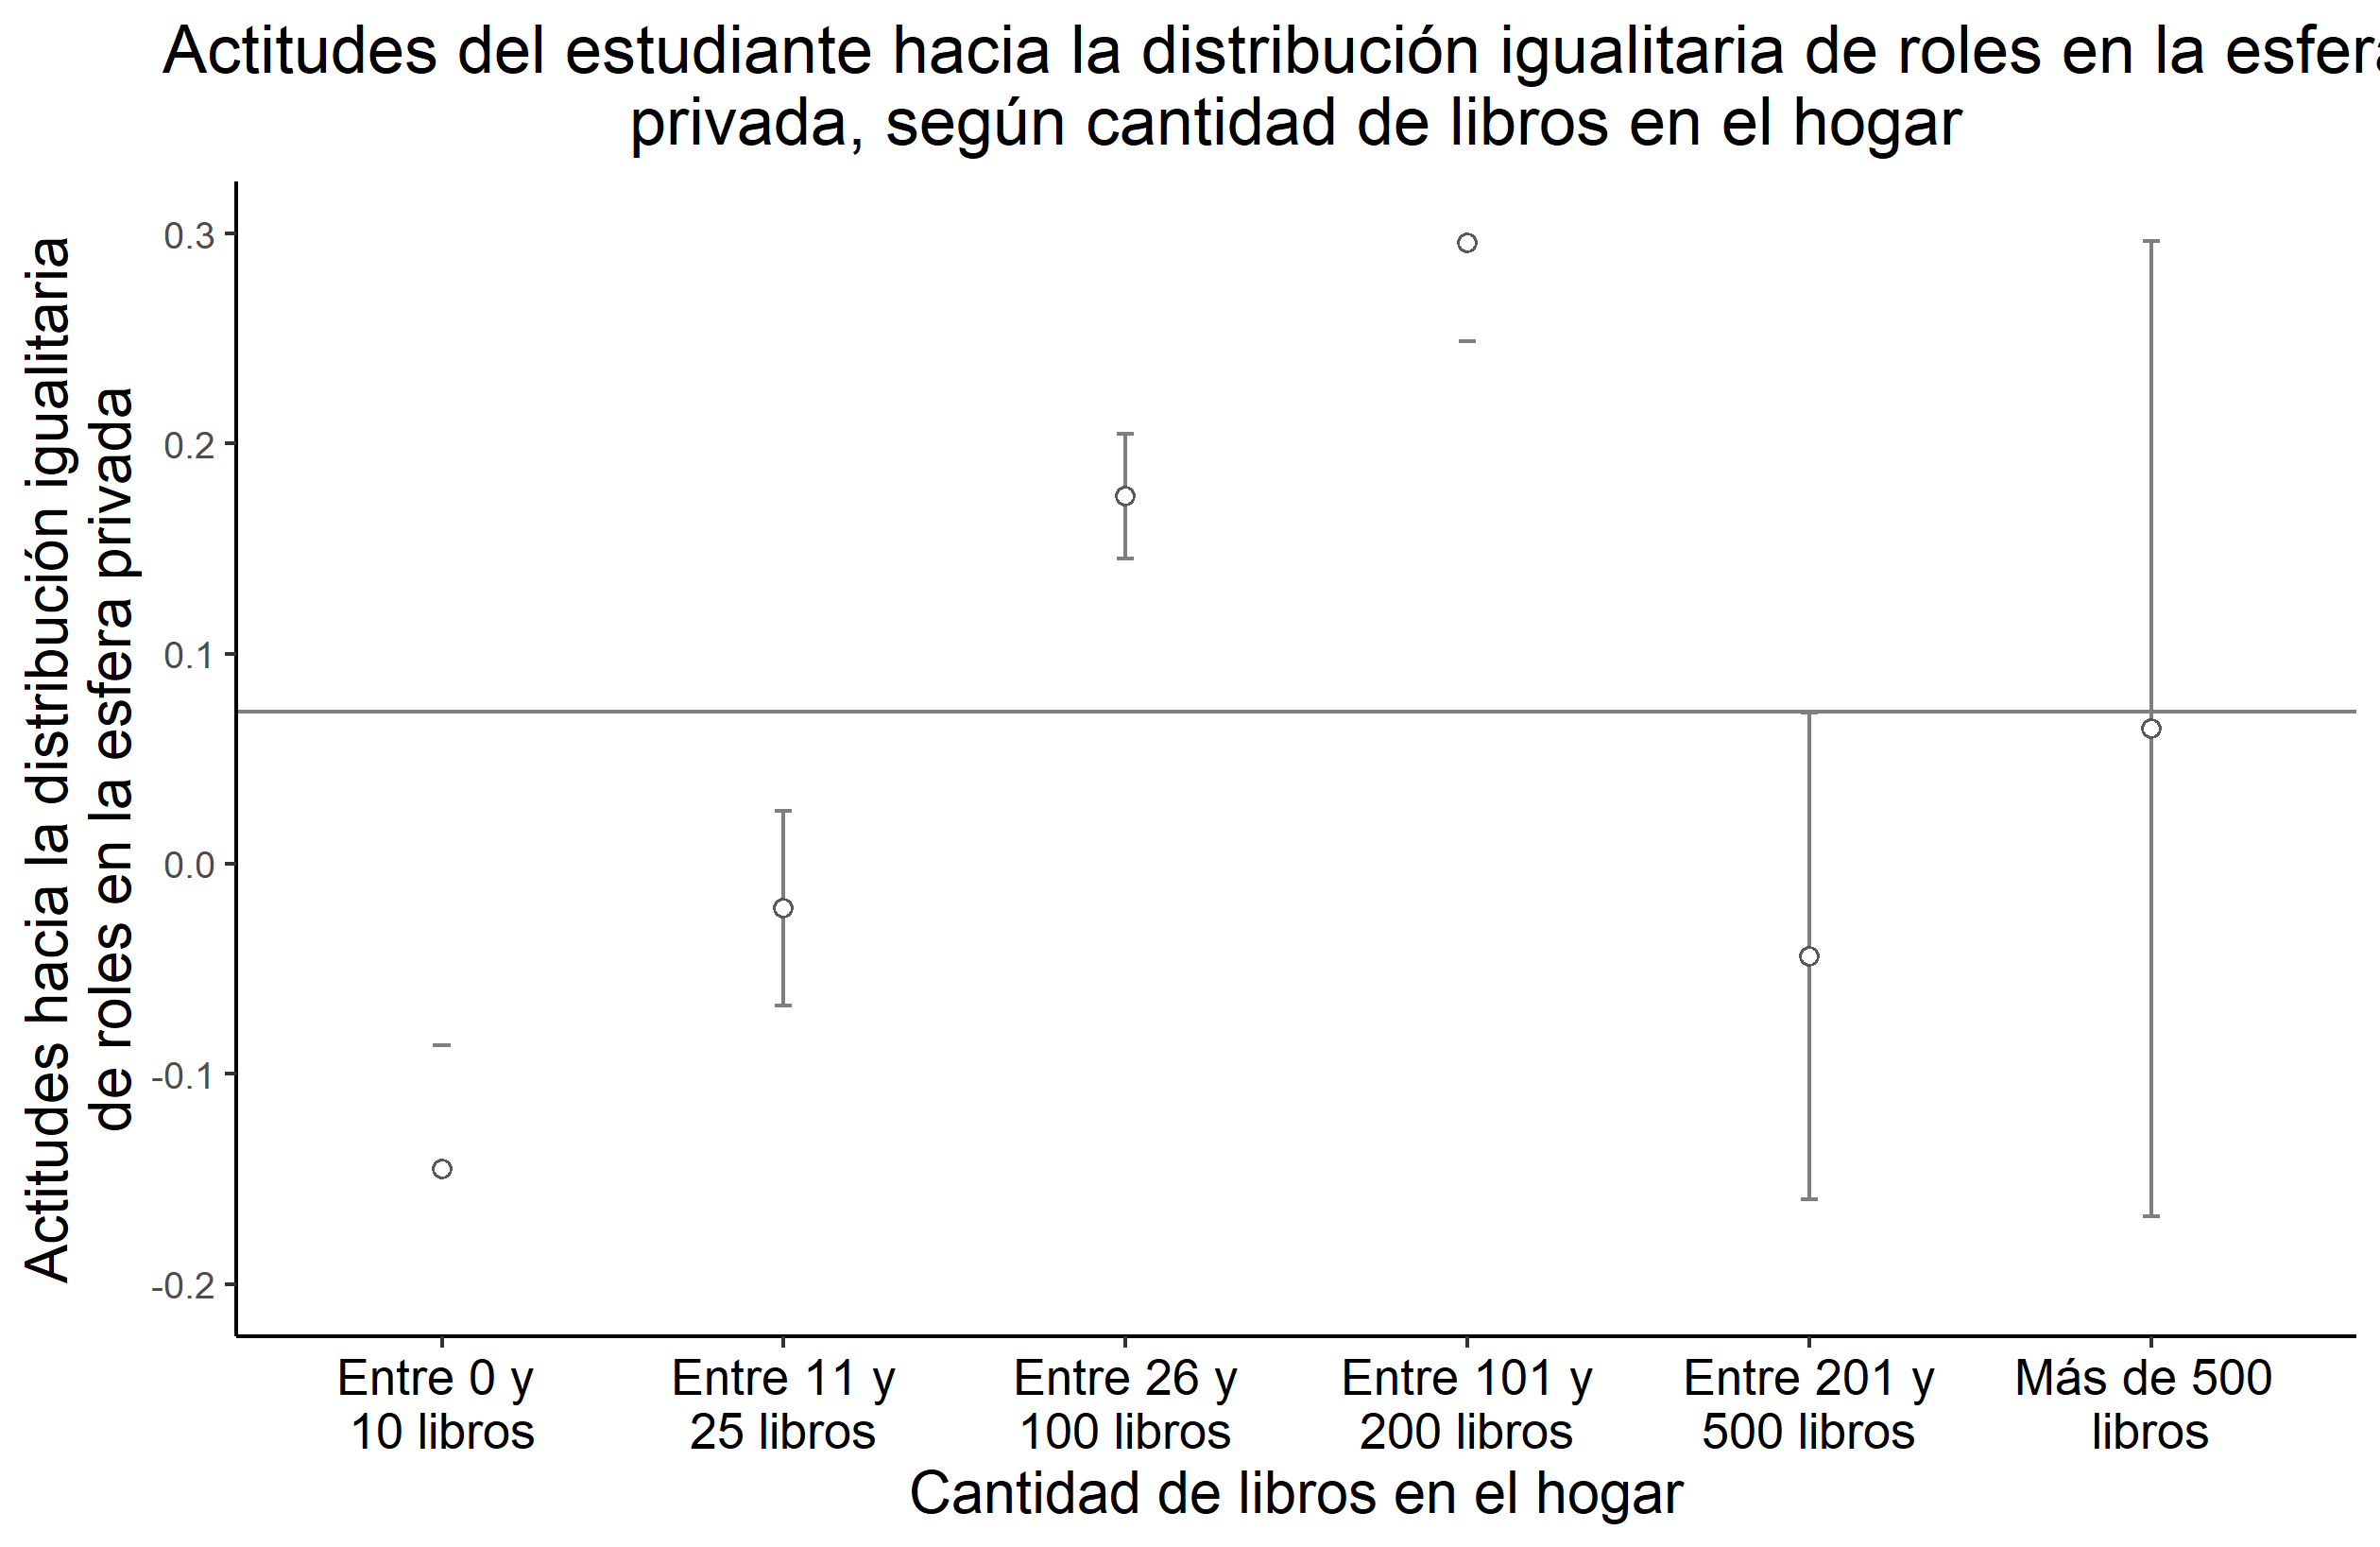 Actitudes del estudiante hacia la distribución igualitaria de roles en la esfera
privada, según cantidad de libros en el hogar
Actitudes hacia la distribución igualitaria
de roles en la esfera privada
0.3
0.2
0.1
0.0
-0.1
-0.2
Entre 0 y
10 libros
Entre 11 y
25 libros
Entre 26 y
100 libros
Entre 101 y
200 libros
Entre 201 y
500 libros
Más de 500
libros
Cantidad de libros en el hogar